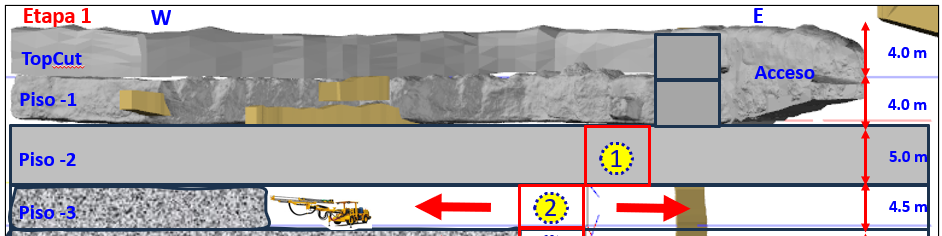 Etapa 1
W
E
TopCut
4.0 m
Acceso
Piso -1
4.0 m
Piso -2
1
5.0 m
Piso -3
2
4.5 m